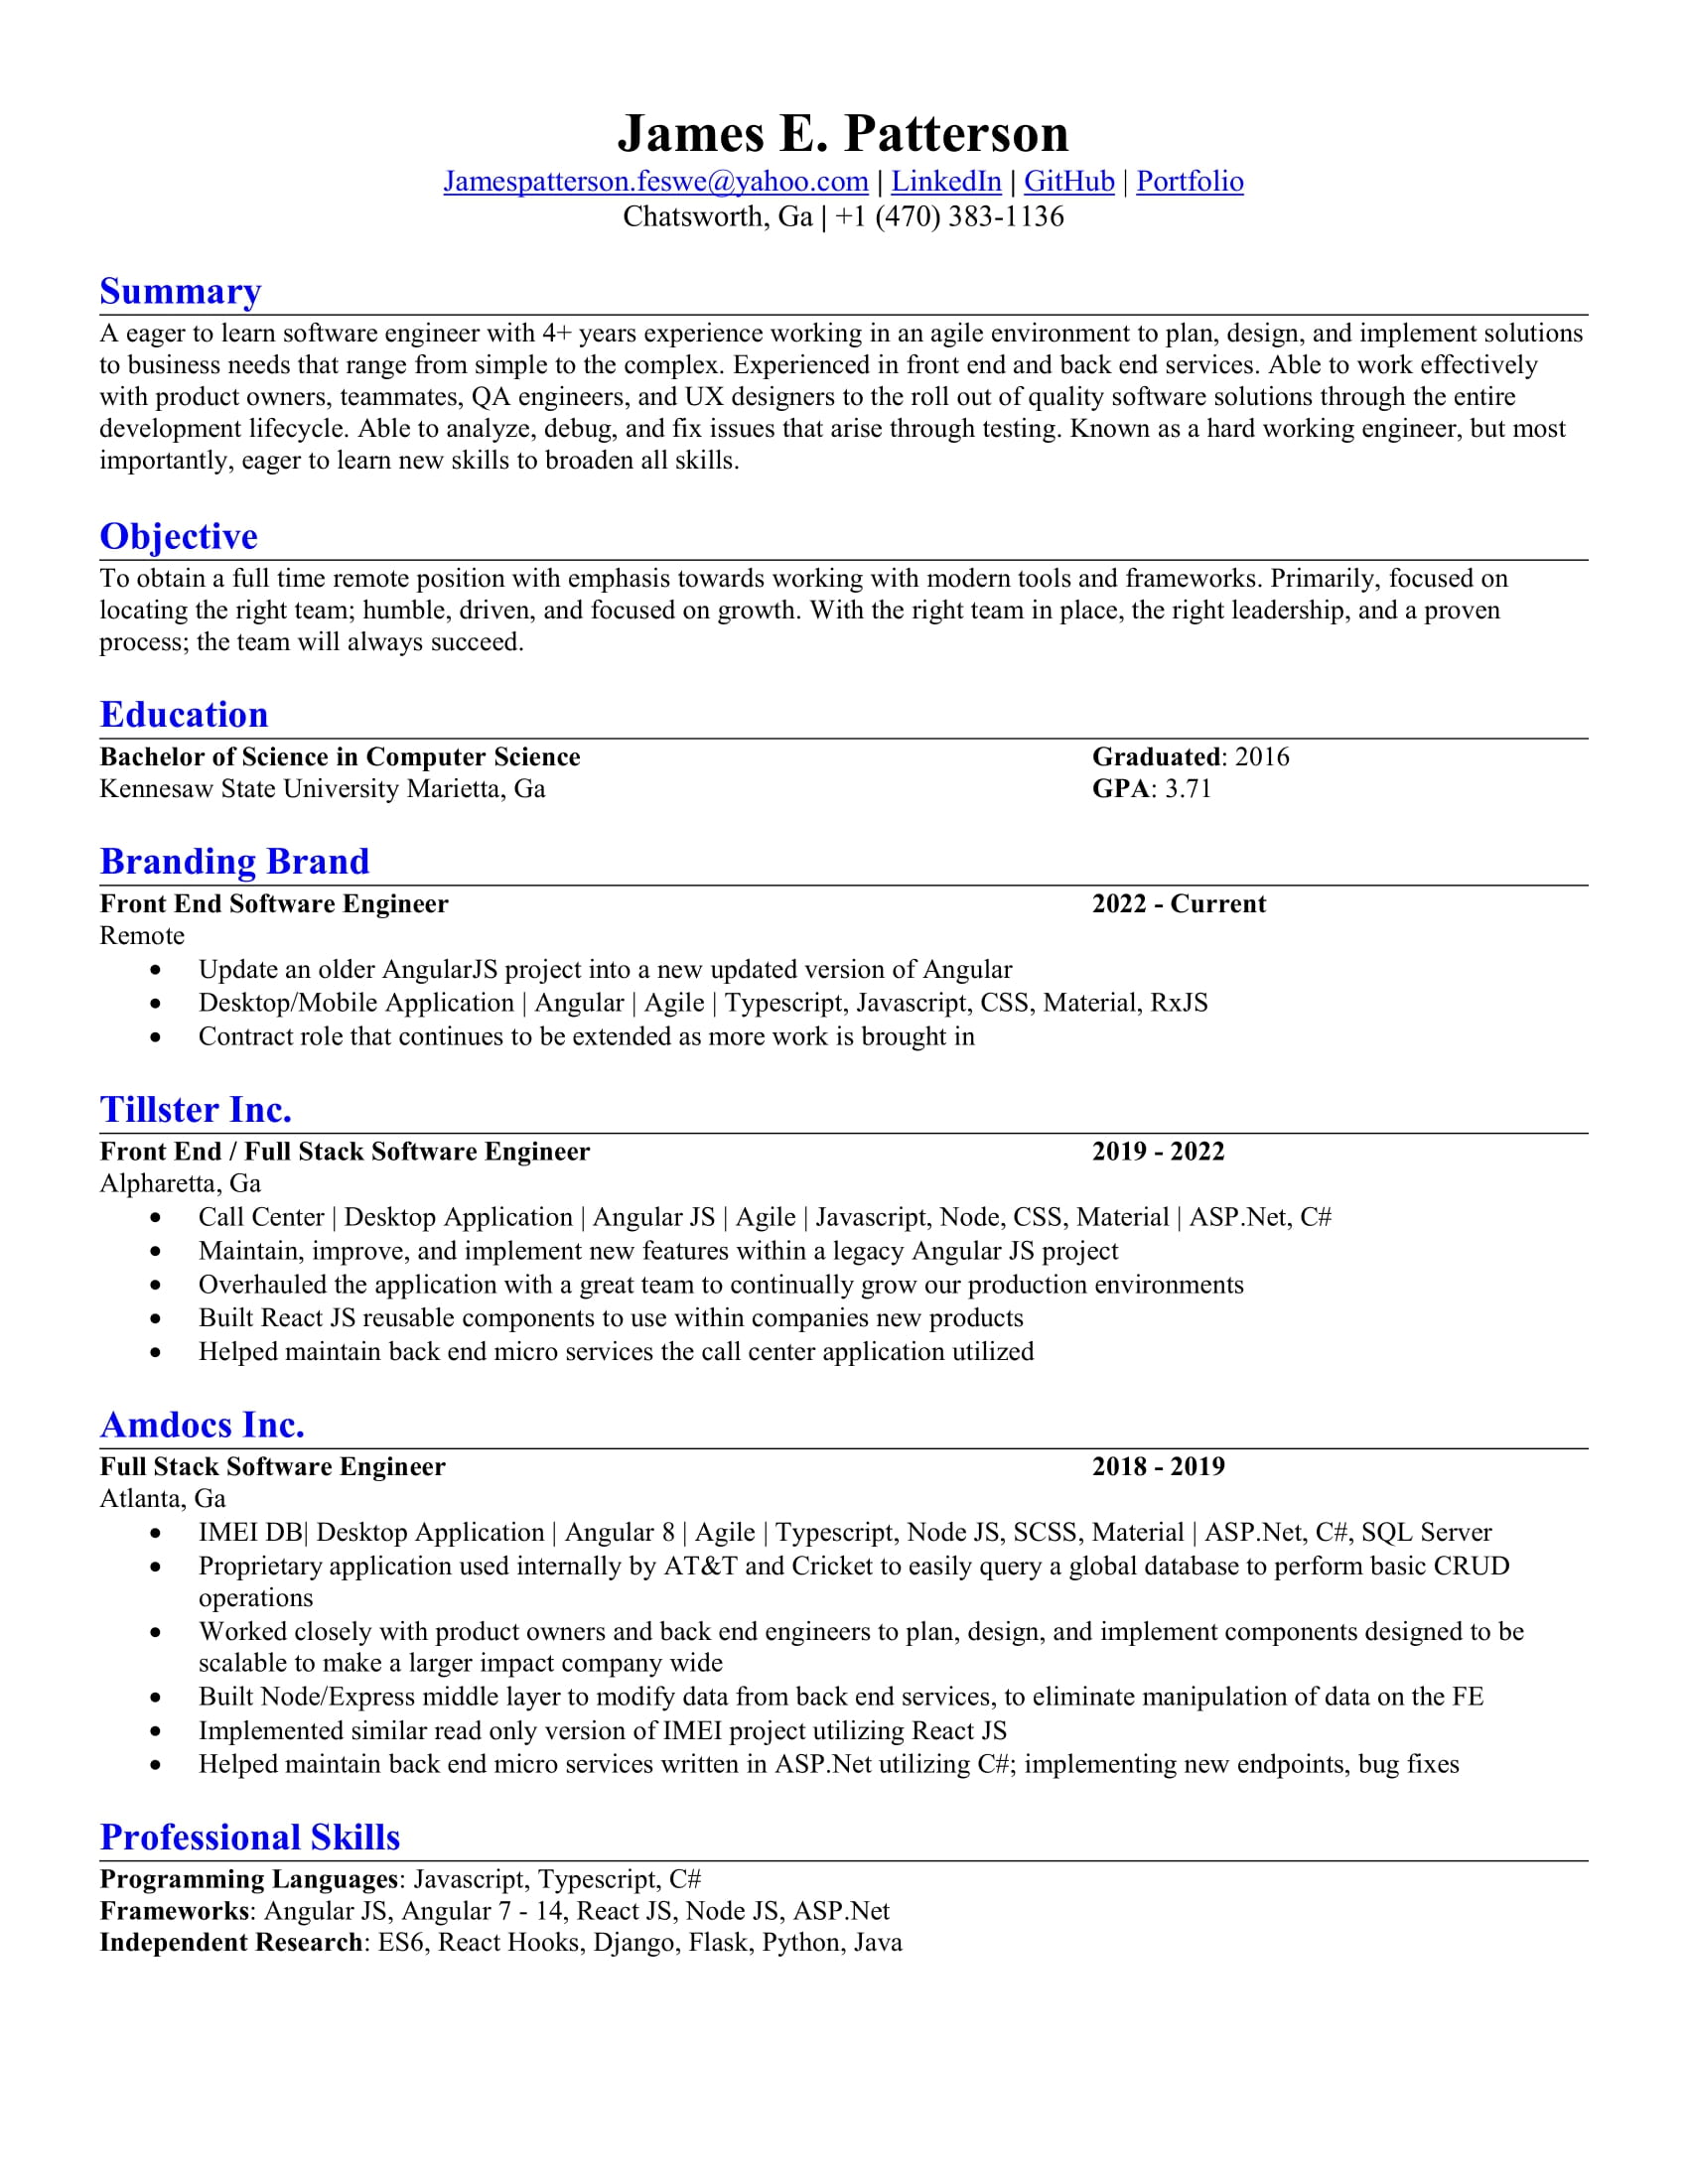 James E. Patterson
Jamespatterson.feswe@yahoo.com | LinkedIn | GitHub | Portfolio
Chatsworth, Ga | +1 (470) 383-1136
Summary
A eager to learn software engineer with 4+ years experience working in an agile environment to plan, design, and implement solutions
to business needs that range from simple to the complex. Experienced in front end and back end services. Able to work effectively
with product owners, teammates, QA engineers, and UX designers to the roll out of quality software solutions through the entire
development lifecycle. Able to analyze, debug, and fix issues that arise through testing. Known as a hard working engineer, but most
importantly, eager to learn new skills to broaden all skills.
Objective
To obtain a full time remote position with emphasis towards working with modern tools and frameworks. Primarily, focused on
locating the right team; humble, driven, and focused on growth. With the right team in place, the right leadership, and a proven
process; the team will always succeed.
Education
Bachelor of Science in Computer Science Graduated: 2016
Kennesaw State University Marietta, Ga GPA: 3.71
Branding Brand
Front End Software Engineer 2022 - Current
Remote
• Update an older AngularJS project into a new updated version of Angular
• Desktop/Mobile Application | Angular | Agile | Typescript, Javascript, CSS, Material, RxJS
• Contract role that continues to be extended as more work is brought in
Tillster Inc.
Front End / Full Stack Software Engineer 2019 - 2022
Alpharetta, Ga
• Call Center | Desktop Application | Angular JS | Agile | Javascript, Node, CSS, Material | ASP.Net, C#
• Maintain, improve, and implement new features within a legacy Angular JS project
• Overhauled the application with a great team to continually grow our production environments
• Built React JS reusable components to use within companies new products
• Helped maintain back end micro services the call center application utilized
Amdocs Inc.
Full Stack Software Engineer 2018 - 2019
Atlanta, Ga
• IMEI DB| Desktop Application | Angular 8 | Agile | Typescript, Node JS, SCSS, Material | ASP.Net, C#, SQL Server
• Proprietary application used internally by AT&T and Cricket to easily query a global database to perform basic CRUD
operations
• Worked closely with product owners and back end engineers to plan, design, and implement components designed to be
scalable to make a larger impact company wide
• Built Node/Express middle layer to modify data from back end services, to eliminate manipulation of data on the FE
• Implemented similar read only version of IMEI project utilizing React JS
• Helped maintain back end micro services written in ASP.Net utilizing C#; implementing new endpoints, bug fixes
Professional Skills
Programming Languages: Javascript, Typescript, C#
Frameworks: Angular JS, Angular 7 - 14, React JS, Node JS, ASP.Net
Independent Research: ES6, React Hooks, Django, Flask, Python, Java